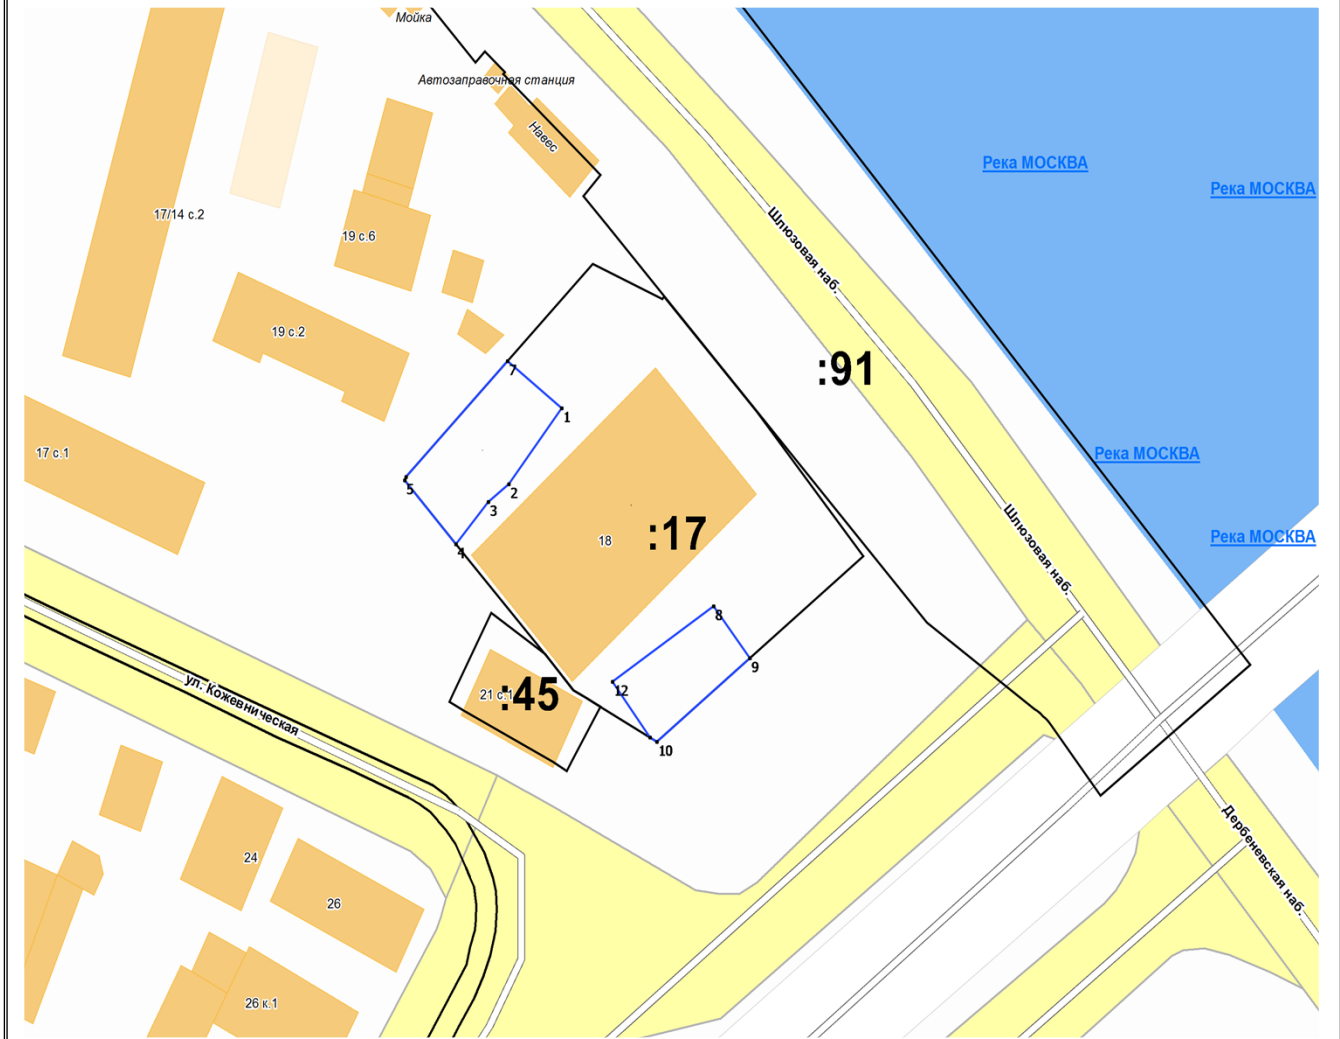 Мойка
Автозаправочная станция
Навес
Река МОСКВА
Река МОСКВА
17/14 с.2
19 с.6
Шлюзовая наб.
19 с.2
:91
7
1
17 с.1
Река МОСКВА
5
2
3
4
18
:17
Шлюзовая наб.
Река МОСКВА
8
9
12
10
21 с.1
:45
ул. Кожевническая
Дербеневская наб.
24
26
26 к.1